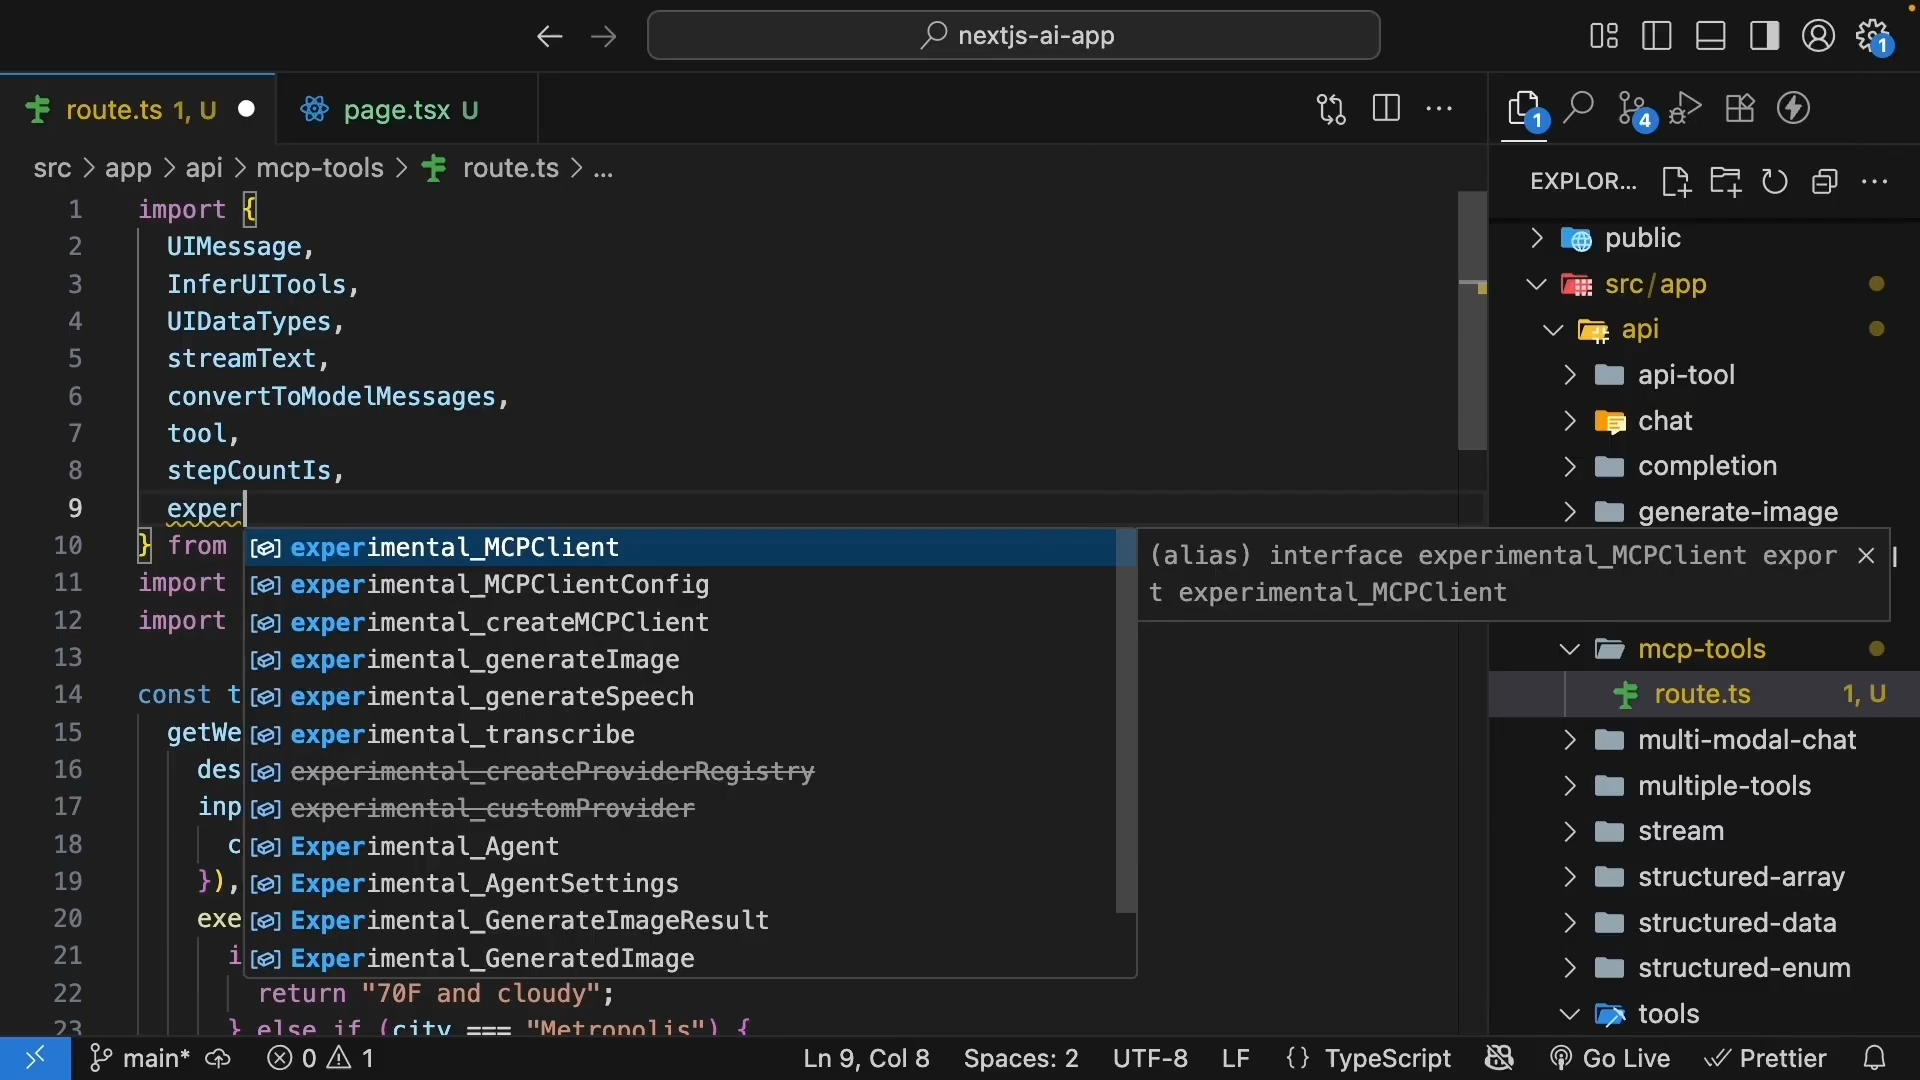 nextjs-ai-app
1
route.ts 1, U
page.tsx U
1
4
src > app > api > mcp-tools > route.ts > ...
EXPLOR...
1 import {
2 UIMessage,
3 InferUITools,
4 UIDataTypes,
5 streamText,
6 convertToModelMessages,
7 tool,
8 stepCountIs,
9 exper
10 } from
11 import
12 import
13
14 const t
15 getWe
16 des
17 inp
18 c
19 }),
20 exe
21 i
22 return "70F and cloudy";
23 } else if (city === "Metropolis") {
experimental_MCPClient
experimental_MCPClientConfig
experimental_createMCPClient
experimental_generateImage
experimental_generateSpeech
experimental_transcribe
experimental_createProviderRegistry
experimental_customProvider
Experimental_Agent
Experimental_AgentSettings
Experimental_GenerateImageResult
Experimental_GeneratedImage
(alias) interface experimental_MCPClient expor
t experimental_MCPClient
public
src/app
api
api-tool
chat
completion
generate-image
mcp-tools
route.ts 1, U
multi-modal-chat
multiple-tools
stream
structured-array
structured-data
structured-enum
tools
main* 0 1 Ln 9, Col 8 Spaces: 2 UTF-8 LF {} TypeScript Go Live Prettier